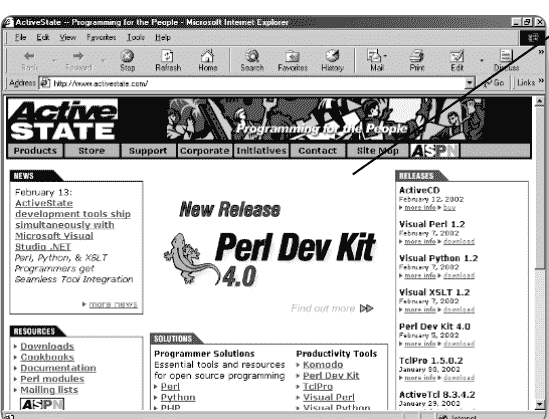 ActiveState -- Programming for the People - Microsoft Internet Explorer
File Edit View Favorites Tools Help
Back Forward Stop Refresh Home Search Favorites History Mail Print Edit Discuss
Address http://www.activestate.com/ Go Links »
Active
STATE
Programming for the People
Products Store Support Corporate Initiatives Contact Site Map ASPN
NEWS
February 13:
ActiveState
development tools ship
simultaneously with
Microsoft Visual
Studio .NET
Perl, Python, & XSLT
Programmers get
Seamless Tool Integration
more news
RESOURCES
Downloads
Cookbooks
Documentation
Perl modules
Mailing lists
ASPN
New Release
Perl Dev Kit
4.0
Find out more
SOLUTIONS
Programmer Solutions
Essential tools and resources
for open source programming
Perl
Python
PHP
Productivity Tools
Komodo
Perl Dev Kit
TclPro
Visual Perl
Visual Python
RELEASES
ActiveCD
February 12, 2002
more info buy
Visual Perl 1.2
February 7, 2002
more info download
Visual Python 1.2
February 7, 2002
more info download
Visual XSLT 1.2
February 7, 2002
more info download
Perl Dev Kit 4.0
February 5, 2002
more info download
TclPro 1.5.0.2
January 30, 2002
more info download
ActiveTcl 8.3.4.2
January 29, 2002
Internet